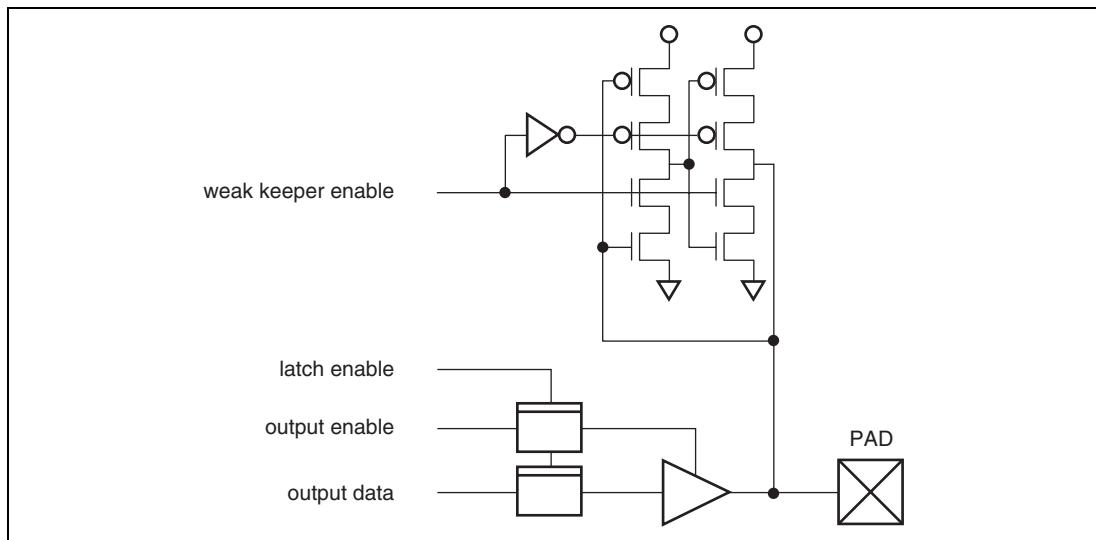 weak keeper enable
latch enable
output enable
PAD
output data